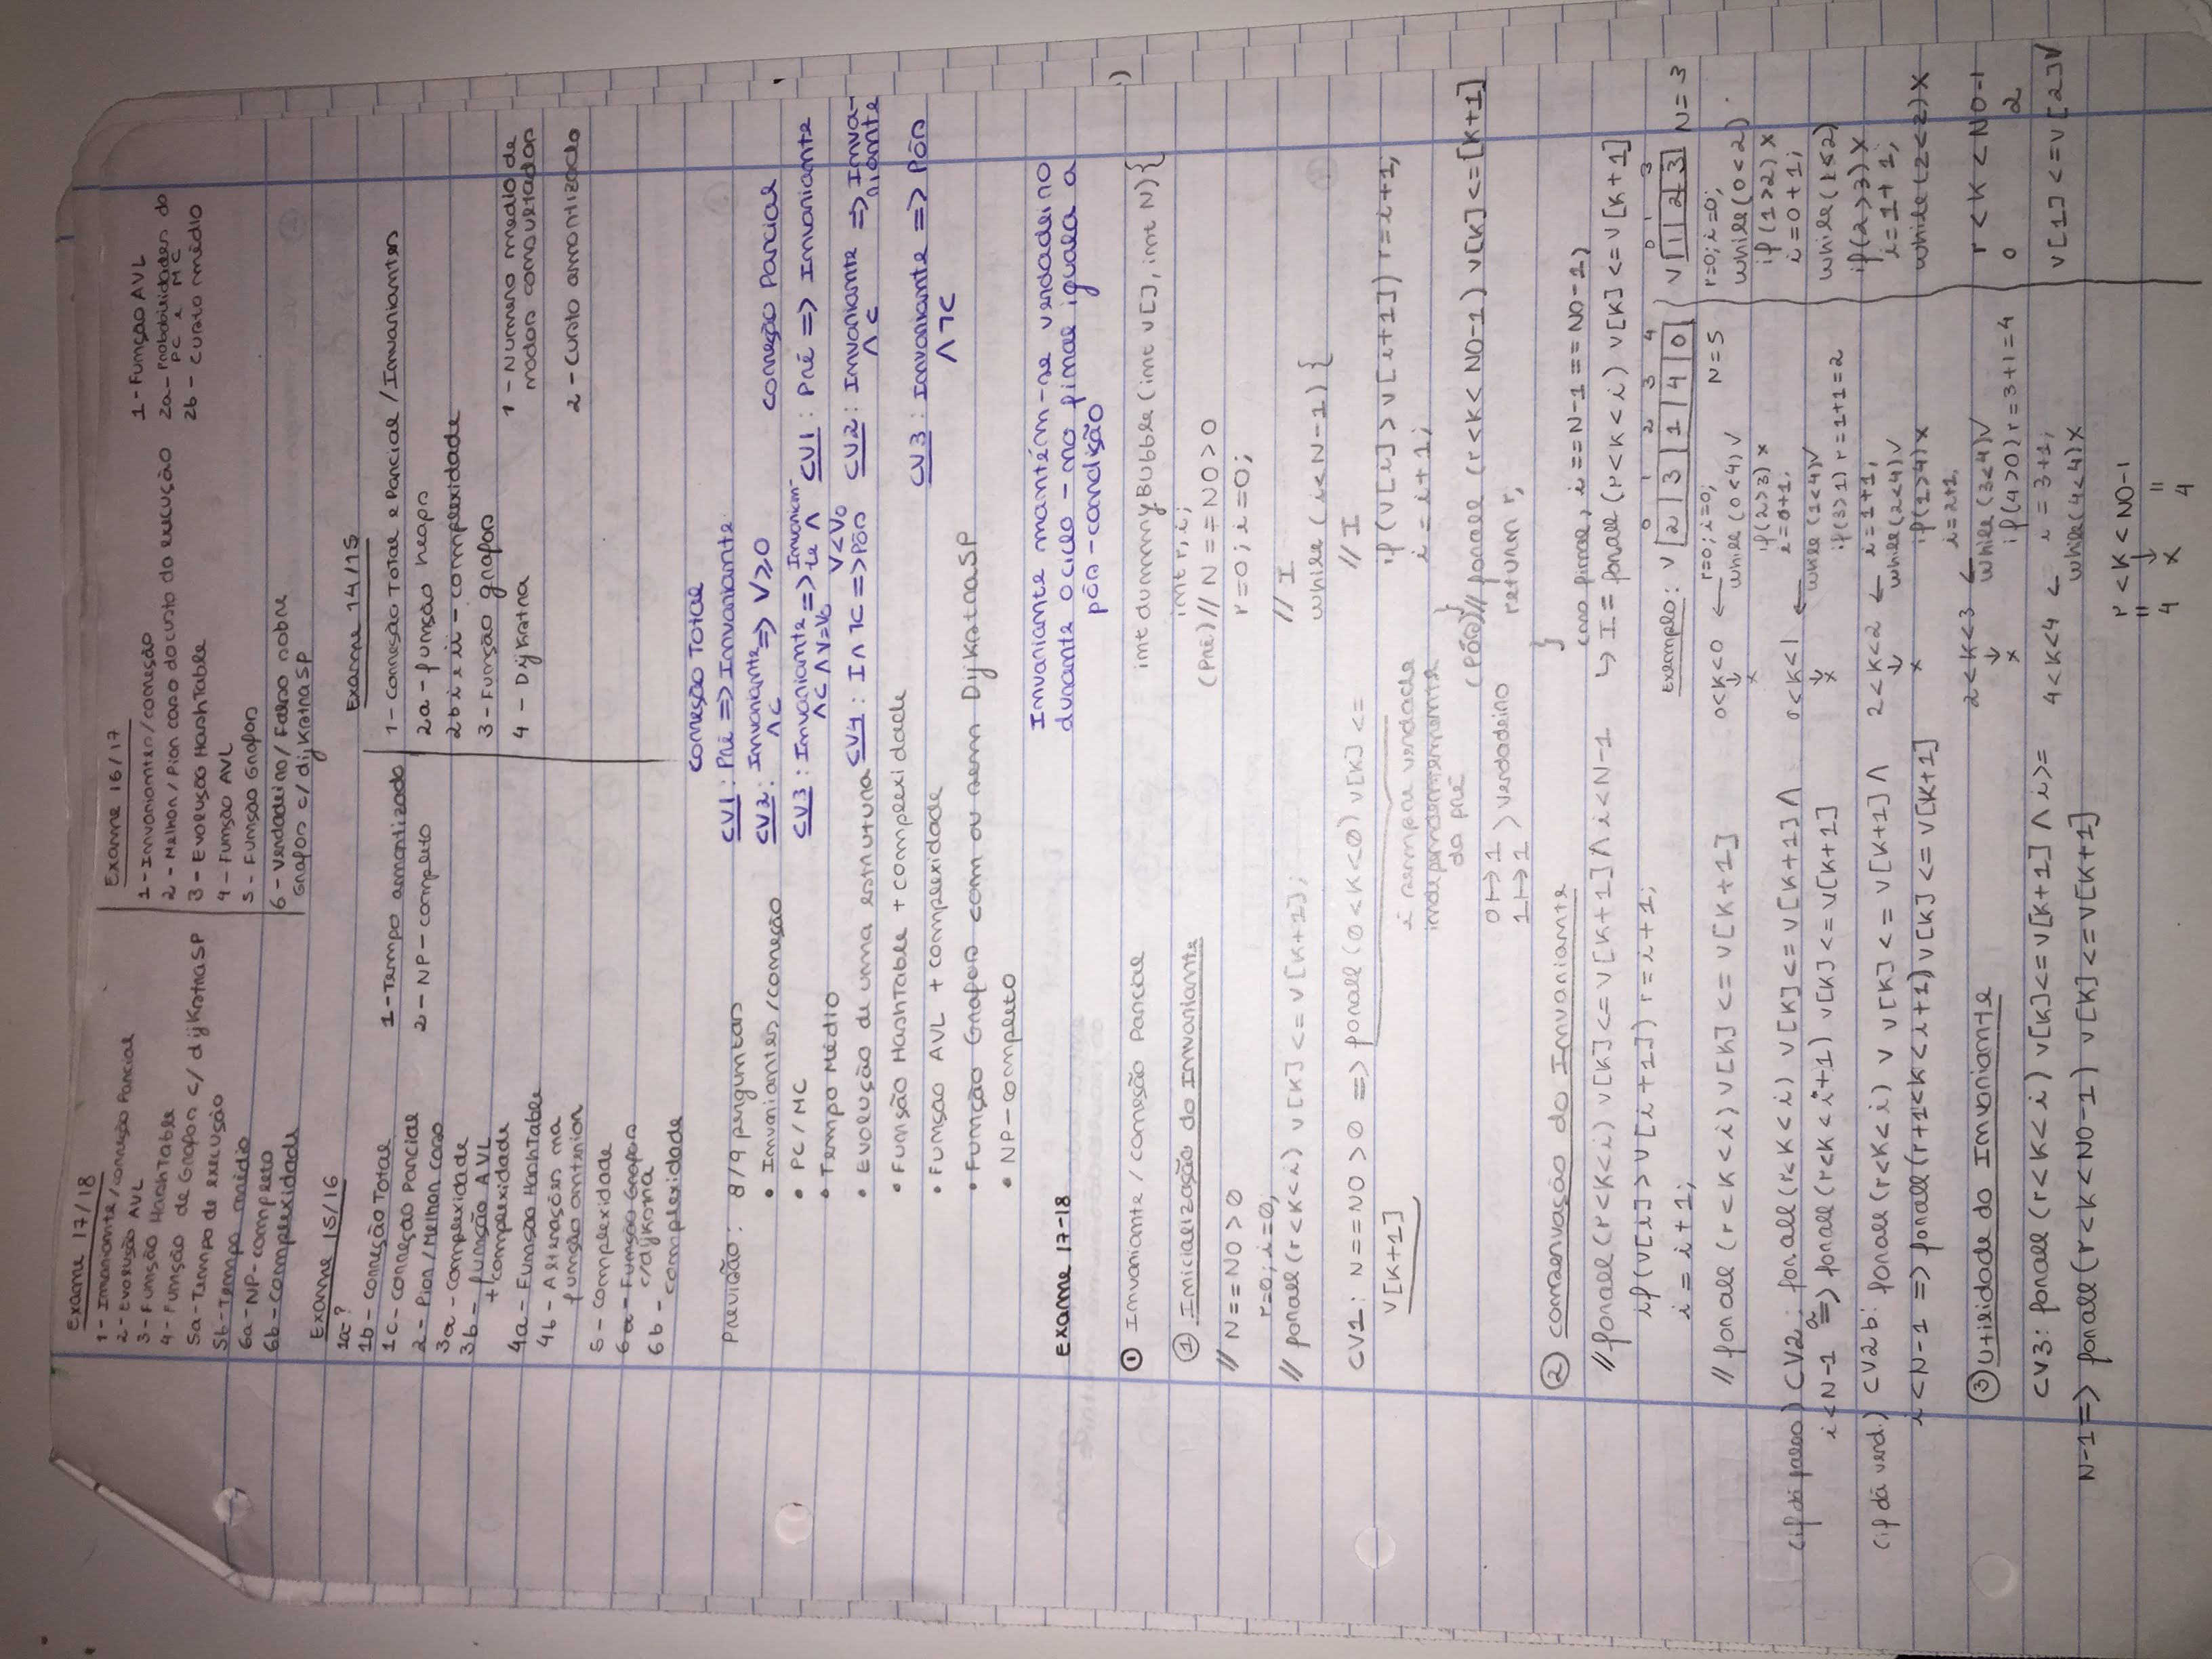 Exame 17/18
1 - Invariante / correção Parcial
2 - Evolução AVL
3 - Função HashTable
4 - Função de Grafos c/ dijkstraSP
5a - Tempo de execução
5b - Tempo médio
6a - NP-completo
6b - complexidade
Exame 16/17
1 - Invariantes / correção
2 - Melhor / Pior caso do custo da execução
3 - Evolução HashTable
4 - Função AVL
5 - Função Grafos
6 - Verdadeiro / Falso sobre
Grafos c/ dijkstraSP
1 - Função AVL
2a - Probabilidades do
PC e MC
2b - custo médio
Exame 15/16
1a - ?
1b - correção Total
1c - correção Parcial
2 - Pior / Melhor caso
3a - complexidade
3b - função AVL
+ complexidade
4a - Função HashTable
4b - Alterações na
função anterior
5 - complexidade
6a - Função Grafos
c/dijkstra
6b - complexidade
1 - Tempo amortizado
2 - NP-completo
Exame 14/15
1 - Correção Total e Parcial / Invariantes
2a - função heaps
2b i e ii - complexidade
3 - Função grafos
4 - Dijkstra
1 - Numero medio de
nodos consultados
2 - Custo amortizado
Previsão: 8/9 perguntas
• Invariantes / correção
• PC / MC
• Tempo Médio
• Evolução de uma estrutura
• Função HashTable + complexidade
• Função AVL + complexidade
• Função Grafos com ou sem DijkstraSP
• NP-completo
Correção Total
CV1: Pré => Invariante
CV2: Invariante ∧ C => V ≥ 0
CV3: Invariante ∧ C ∧ V=V₀ => Invarian-te ∧ V<V₀
CV4: I ∧ ¬C => Pós
Correção Parcial
CV1: Pré => Invariante
CV2: Invariante ∧ C => Inva-riante
CV3: Invariante ∧ ¬C => Pós
Invariante mantém-se verdadeiro
durante o ciclo - no final iguala a
pós-condição
Exame 17-18
① Invariante / correção Parcial
① Inicialização do Invariante
// N == N0 > 0
r=0; i=0;
// forall (r < k < i) v[k] <= v[k+1];
CV1: N == N0 > 0 => forall (0 < k < 0) v[k] <=
v[k+1]
é sempre verdade
independentemente
da pré
0 |-> 1
1 |-> 1
verdadeiro
② conservação do Invariante
// forall (r < k < i) v[k] <= v[k+1] ∧ i < N-1
if (v[i] > v[i+1]) r = i+1;
i = i+1;
// forall (r < k < i) v[k] <= v[k+1]
(if dá falso) CV2a: forall (r < k < i) v[k] <= v[k+1] ∧
i < N-1 => forall (r < k < i+1) v[k] <= v[k+1]
(if dá verd.) CV2b: forall (r < k < i) v v[k] <= v[k+1] ∧
i < N-1 => forall (r+1 < k < i+1) v[k] <= v[k+1]
③ Utilidade do Invariante
CV3: forall (r < k < i) v[k] <= v[k+1] ∧ i >=
N-1 => forall (r < k < N0-1) v[k] <= v[k+1]
int dummyBubble (int v[], int N) {
int r, i;
(Pré) // N == N0 > 0
r=0; i=0;
// I
while (i < N-1) {
// I
if (v[i] > v[i+1]) r = i+1;
i = i+1;
}
(Pós) // forall (r < k < N0-1) v[k] <= [k+1]
return r;
}
(no final, i == N-1 == N0-1)
↳ I = forall (r < k < i) v[k] <= v[k+1]
0 1 2 3 4
Exemplo: v 2 3 1 4 0
N=5
0<k<0 ← r=0; i=0;
↓ while (0<4) ✓
x if (2>3) x
i=0+1;
0<k<1 ← while (1<4) ✓
↓
x if (3>1) r=1+1=2
2<k<2 ← i=1+1;
↓ while (2<4) ✓
x if (1>4) x
i=2+1;
2<k<3 ← while (3<4) ✓
↓
x if (4>0) r=3+1=4
4<k<4 ← i = 3+1;
while (4<4) x
r < k < N0-1
4 x 4
0 1 3
v 1 2 3 N=3
r=0; i=0;
while (0<2)
if (1>2) x
i=0+1;
while (1≤2)
if (2>3) x
i=1+1;
while (2<2) x
r < k < N0-1
0 2
v[1] <= v[2] ✓